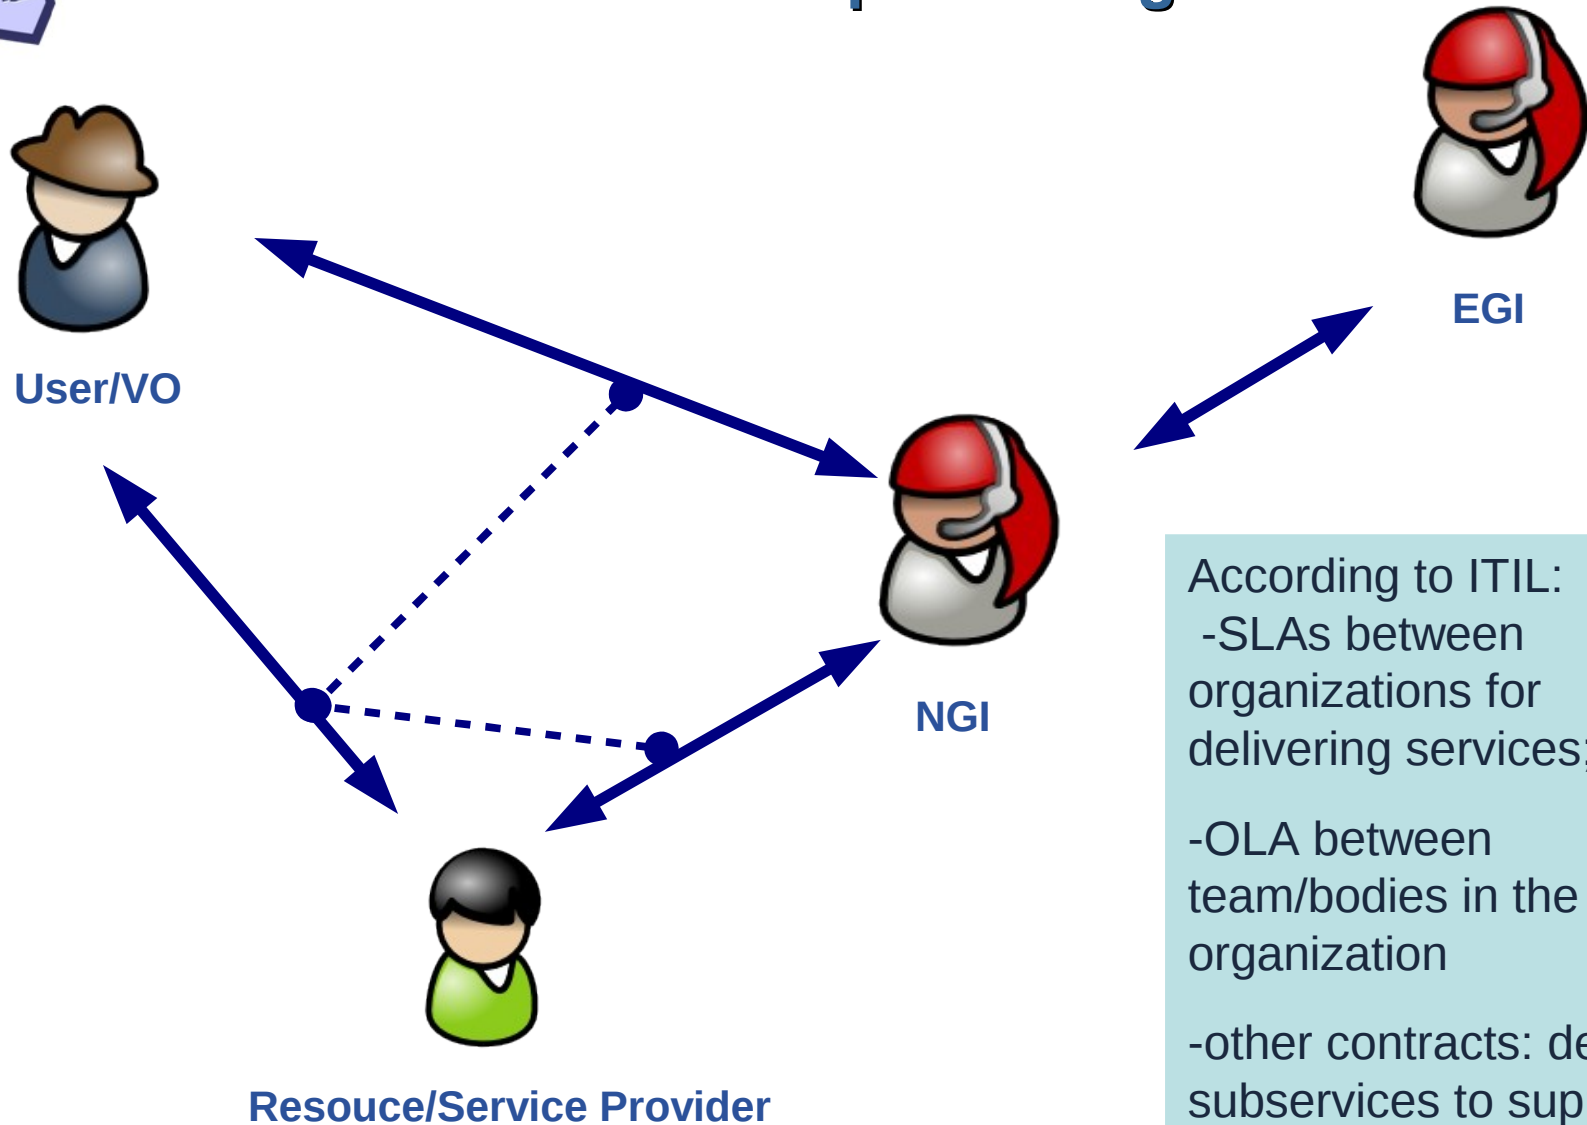 EGI
User/VO
According to ITIL:
-SLAs between
organizations for
delivering services;
NGI
-OLA between
team/bodies in the
organization
-other contracts:
subservices to
Resouce/Service Provider